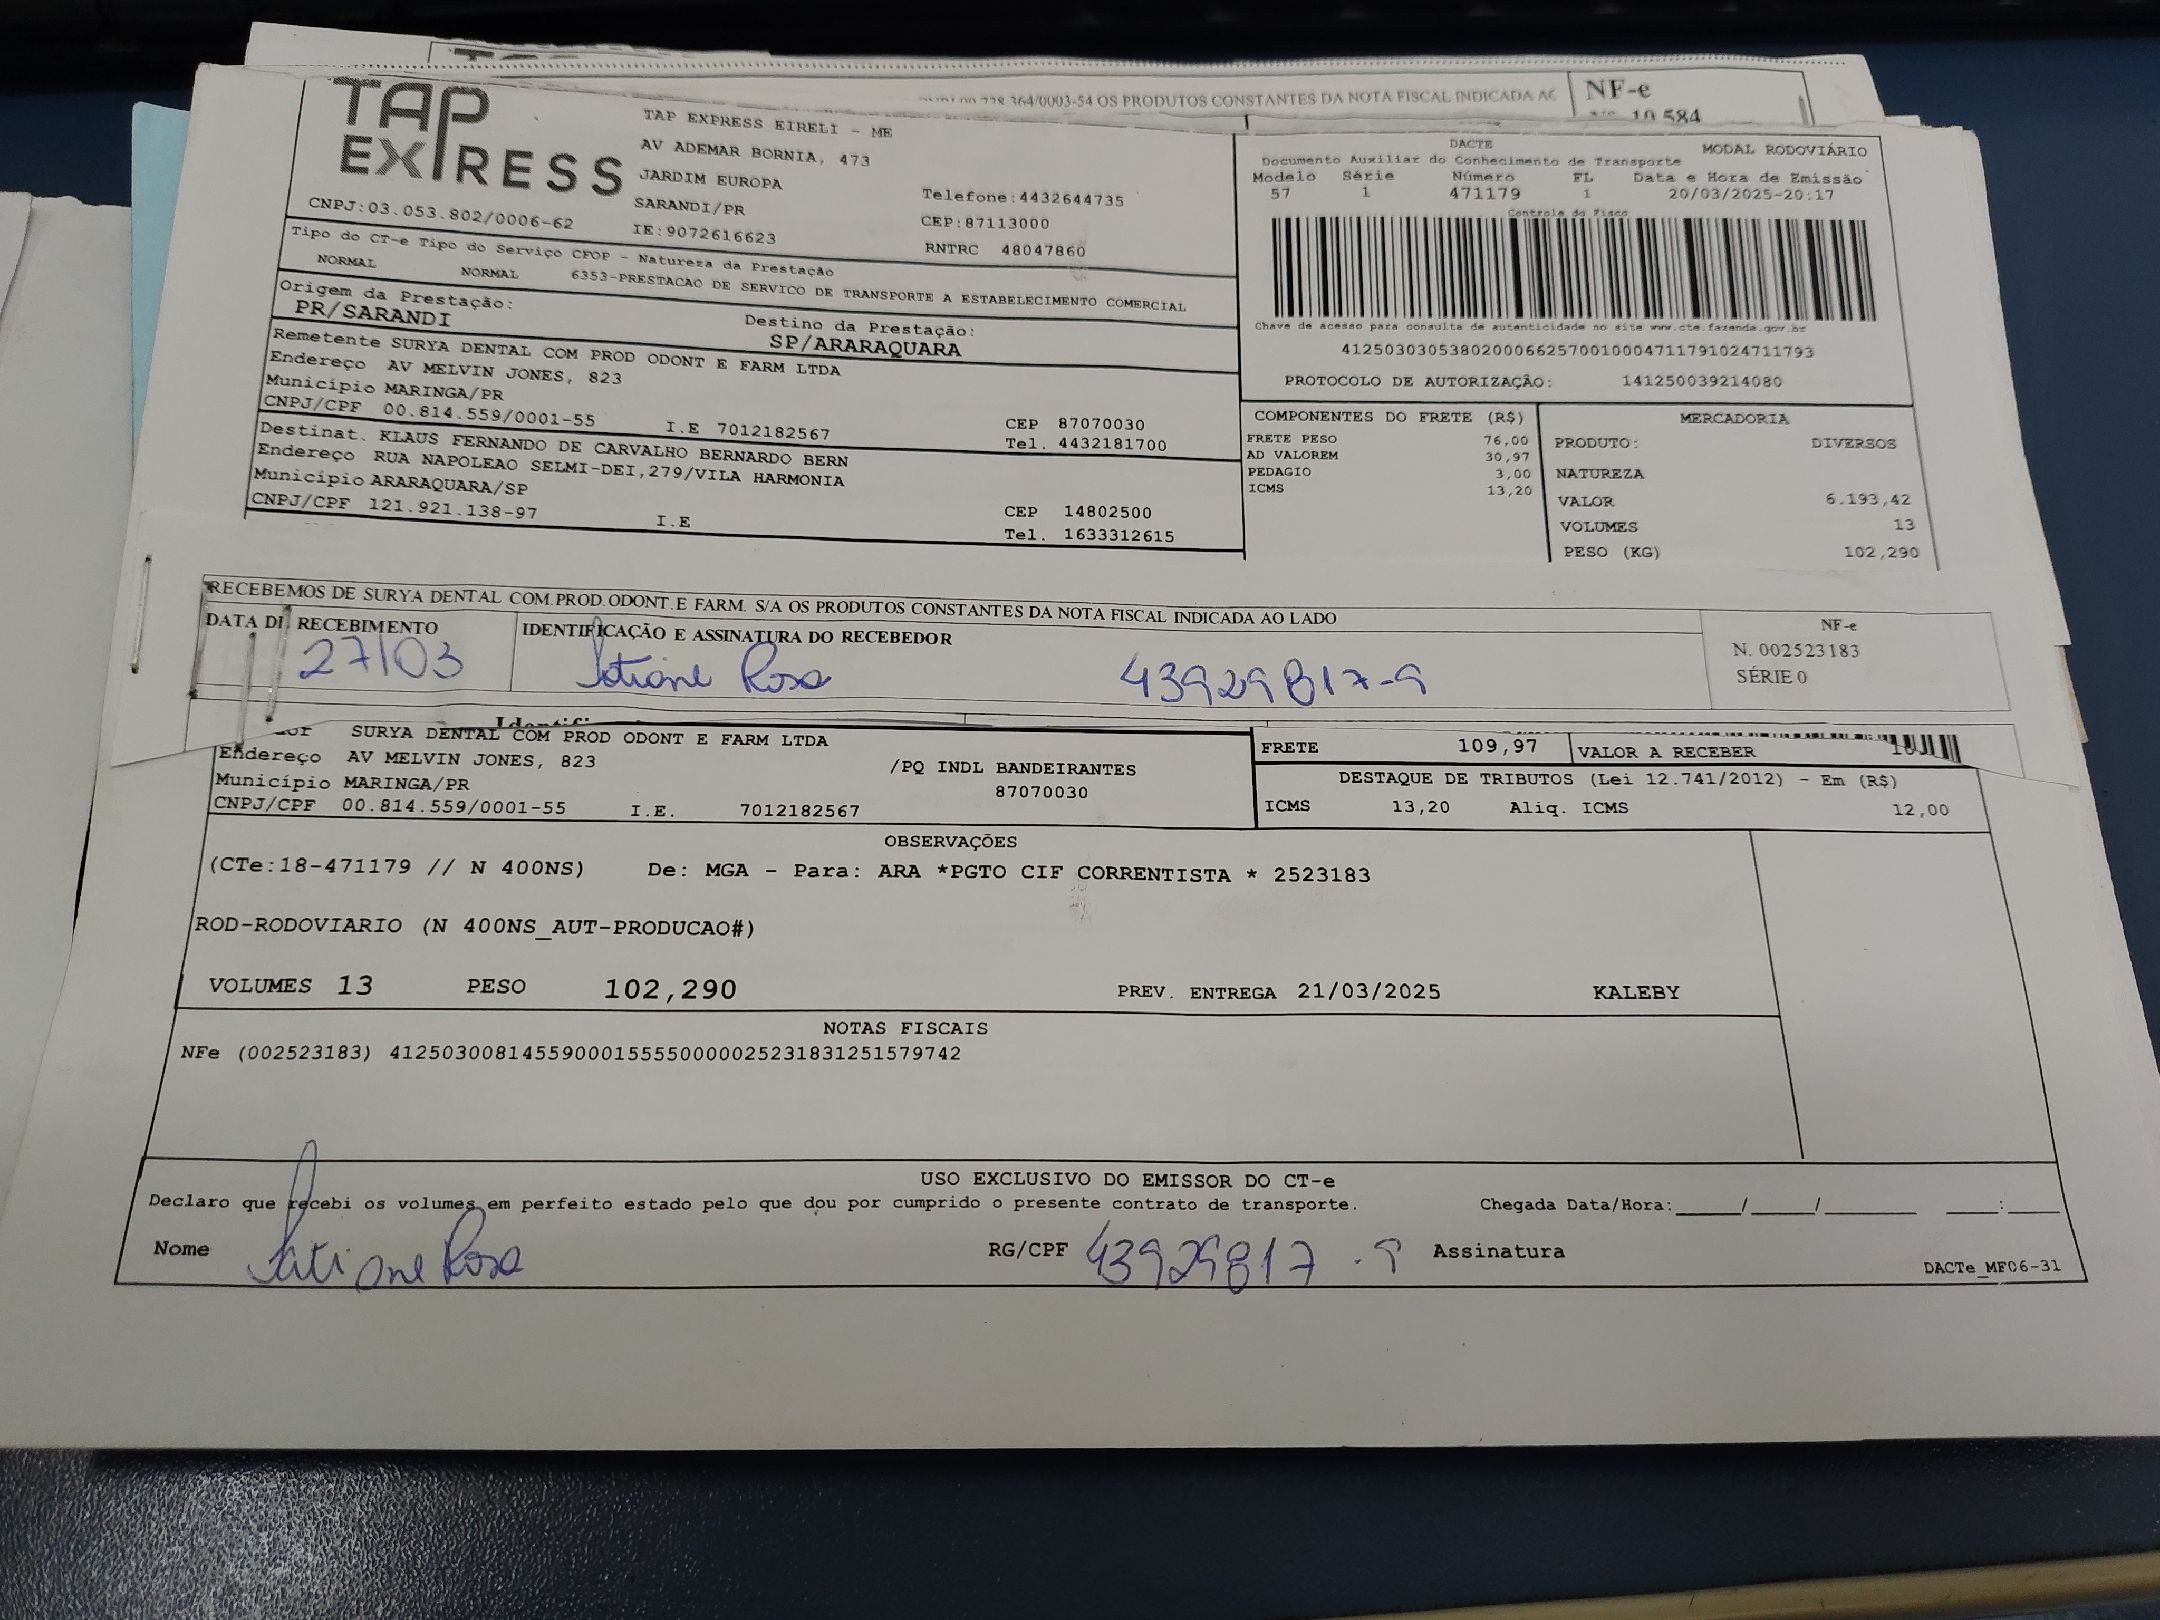 OS PRODUTOS CONSTANTES DA NOTA FISCAL INDICADA AO
NF-e
10.584
TAP EXPRESS
TAP EXPRESS EIRELI - ME
AV ADEMAR BORNIA, 473
JARDIM EUROPA
SARANDI/PR
IE:9072616623
Telefone:4432644735
CEP:87113000
RNTRC 48047860
CNPJ:03.053.802/0006-62
DACTE
MODAL RODOVIÁRIO
Documento Auxiliar do Conhecimento de Transporte
Modelo Série Número FL Data e Hora de Emissão
57 1 471179 1 20/03/2025-20:17
Controle do Fisco
Chave de acesso para consulta de autenticidade no site www.cte.fazenda.gov.br
41250303053802000662570010004711791024711793
PROTOCOLO DE AUTORIZAÇÃO: 141250039214080
Tipo do CT-e Tipo do Serviço CFOP - Natureza da Prestação
NORMAL NORMAL 6353-PRESTACAO DE SERVICO DE TRANSPORTE A ESTABELECIMENTO COMERCIAL
Origem da Prestação:
PR/SARANDI
Destino da Prestação:
SP/ARARAQUARA
Remetente SURYA DENTAL COM PROD ODONT E FARM LTDA
Endereço AV MELVIN JONES, 823
Município MARINGA/PR
CNPJ/CPF 00.814.559/0001-55 I.E 7012182567
CEP 87070030
Tel. 4432181700
Destinat. KLAUS FERNANDO DE CARVALHO BERNARDO BERN
Endereço RUA NAPOLEAO SELMI-DEI,279/VILA HARMONIA
Município ARARAQUARA/SP
CNPJ/CPF 121.921.138-97 I.E
CEP 14802500
Tel. 1633312615
COMPONENTES DO FRETE (R$)
FRETE PESO 76,00
AD VALOREM 30,97
PEDAGIO 3,00
ICMS 13,20
MERCADORIA
PRODUTO: DIVERSOS
NATUREZA
VALOR 6.193,42
VOLUMES 13
PESO (KG) 102,290
RECEBEMOS DE SURYA DENTAL COM.PROD.ODONT.E FARM. S/A OS PRODUTOS CONSTANTES DA NOTA FISCAL INDICADA AO LADO
DATA DE RECEBIMENTO
27/03
IDENTIFICAÇÃO E ASSINATURA DO RECEBEDOR
Tatiane Rosa 43929817-9
NF-e
N. 002523183
SÉRIE 0
SURYA DENTAL COM PROD ODONT E FARM LTDA
Endereço AV MELVIN JONES, 823 /PQ INDL BANDEIRANTES
Município MARINGA/PR 87070030
CNPJ/CPF 00.814.559/0001-55 I.E. 7012182567
FRETE 109,97 VALOR A RECEBER
DESTAQUE DE TRIBUTOS (Lei 12.741/2012) - Em (R$)
ICMS 13,20 Aliq. ICMS 12,00
OBSERVAÇÕES
(CTe:18-471179 // N 400NS) De: MGA - Para: ARA *PGTO CIF CORRENTISTA * 2523183
ROD-RODOVIARIO (N 400NS_AUT-PRODUCAO#)
VOLUMES 13 PESO 102,290 PREV. ENTREGA 21/03/2025 KALEBY
NOTAS FISCAIS
NFe (002523183) 41250300814559000155550000025231831251579742
USO EXCLUSIVO DO EMISSOR DO CT-e
Declaro que recebi os volumes em perfeito estado pelo que dou por cumprido o presente contrato de transporte. Chegada Data/Hora:____/____/______ ___:___
Nome Tatiane Rosa RG/CPF 43929817-9 Assinatura
DACTe_MF06-31